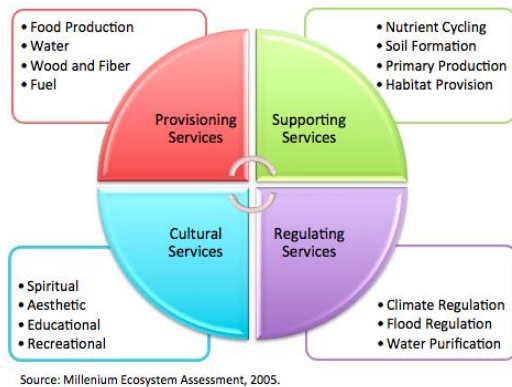 • Food Production
• Water
• Wood and Fiber
• Fuel
• Nutrient Cycling
• Soil Formation
• Primary Production
• Habitat Provision
Provisioning
Services
Supporting
Services
Cultural
Services
Regulating
Services
• Spiritual
• Aesthetic
• Educational
• Recreational
• Climate Regulation
• Flood Regulation
• Water Purification
Source: Millenium Ecosystem Assessment, 2005.